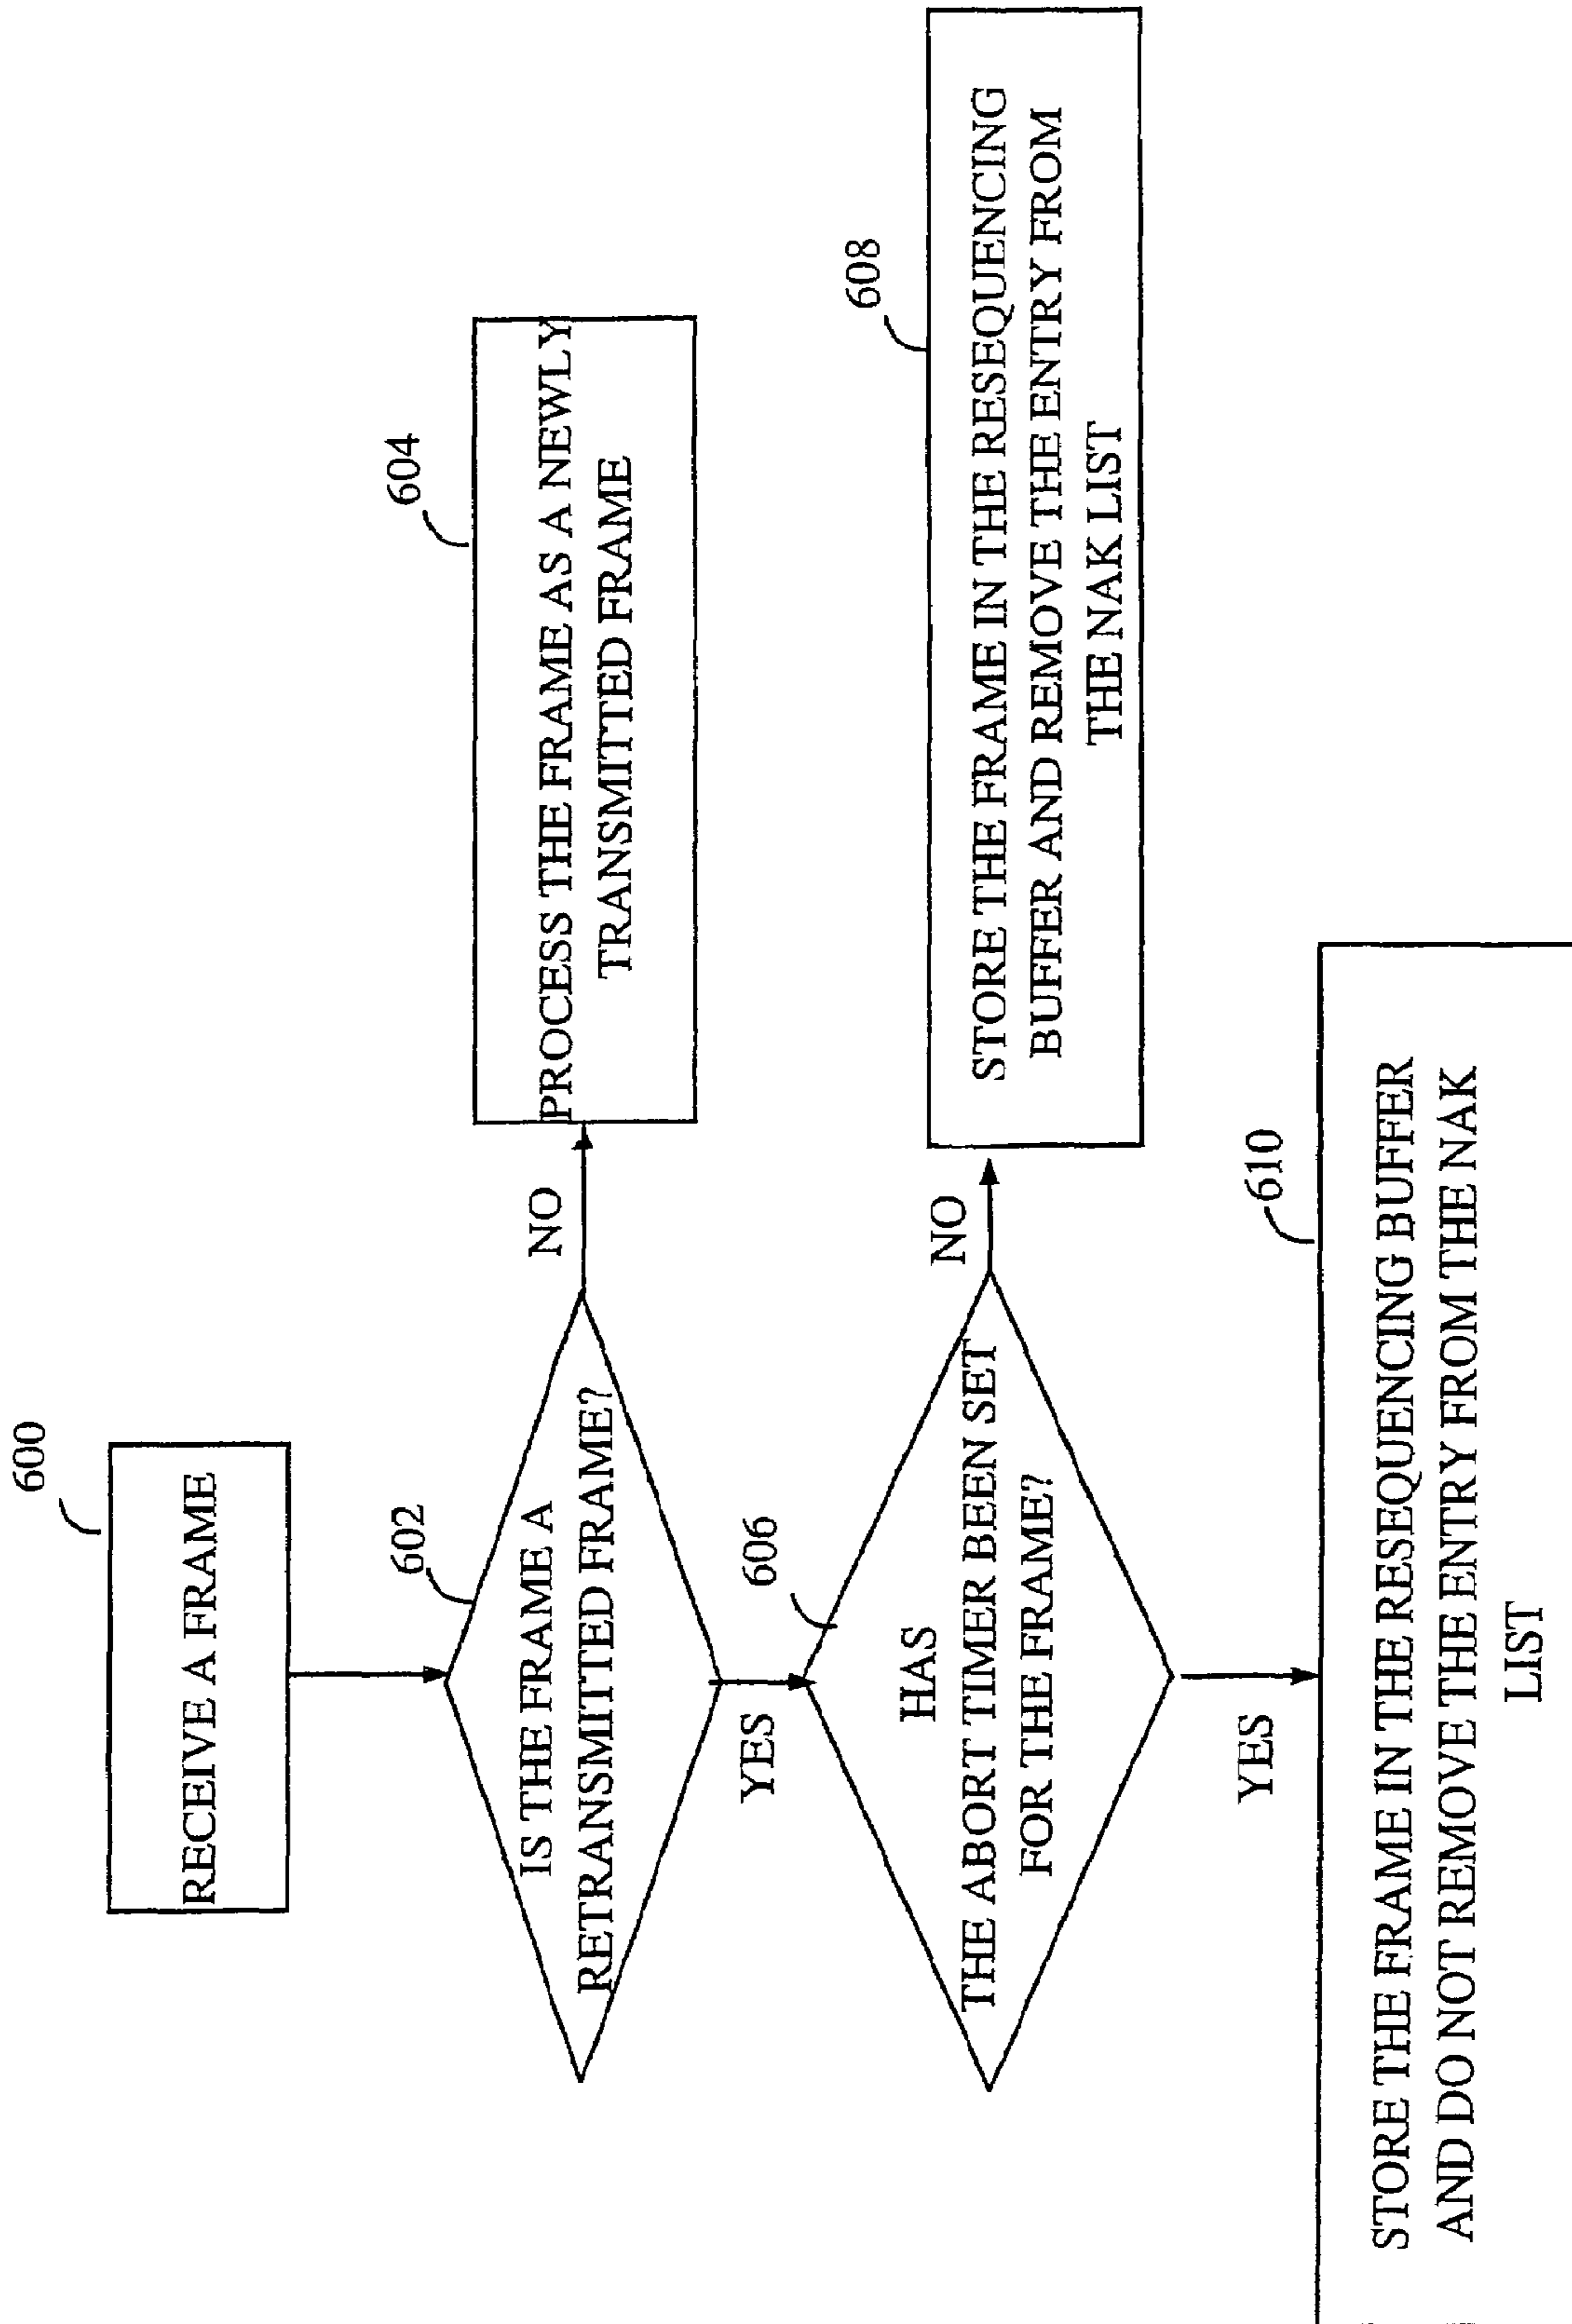 600
RECEIVE A FRAME
602
IS THE FRAME A
RETRANSMITTED FRAME?
NO
604
PROCESS THE FRAME AS A NEWLY
TRANSMITTED FRAME
YES
606
HAS
THE ABORT TIMER BEEN SET
FOR THE FRAME?
NO
608
STORE THE FRAME IN THE RESEQUENCING
BUFFER AND REMOVE THE ENTRY FROM
THE NAK LIST
YES
610
STORE THE FRAME IN THE RESEQUENCING BUFFER
AND DO NOT REMOVE THE ENTRY FROM THE NAK
LIST